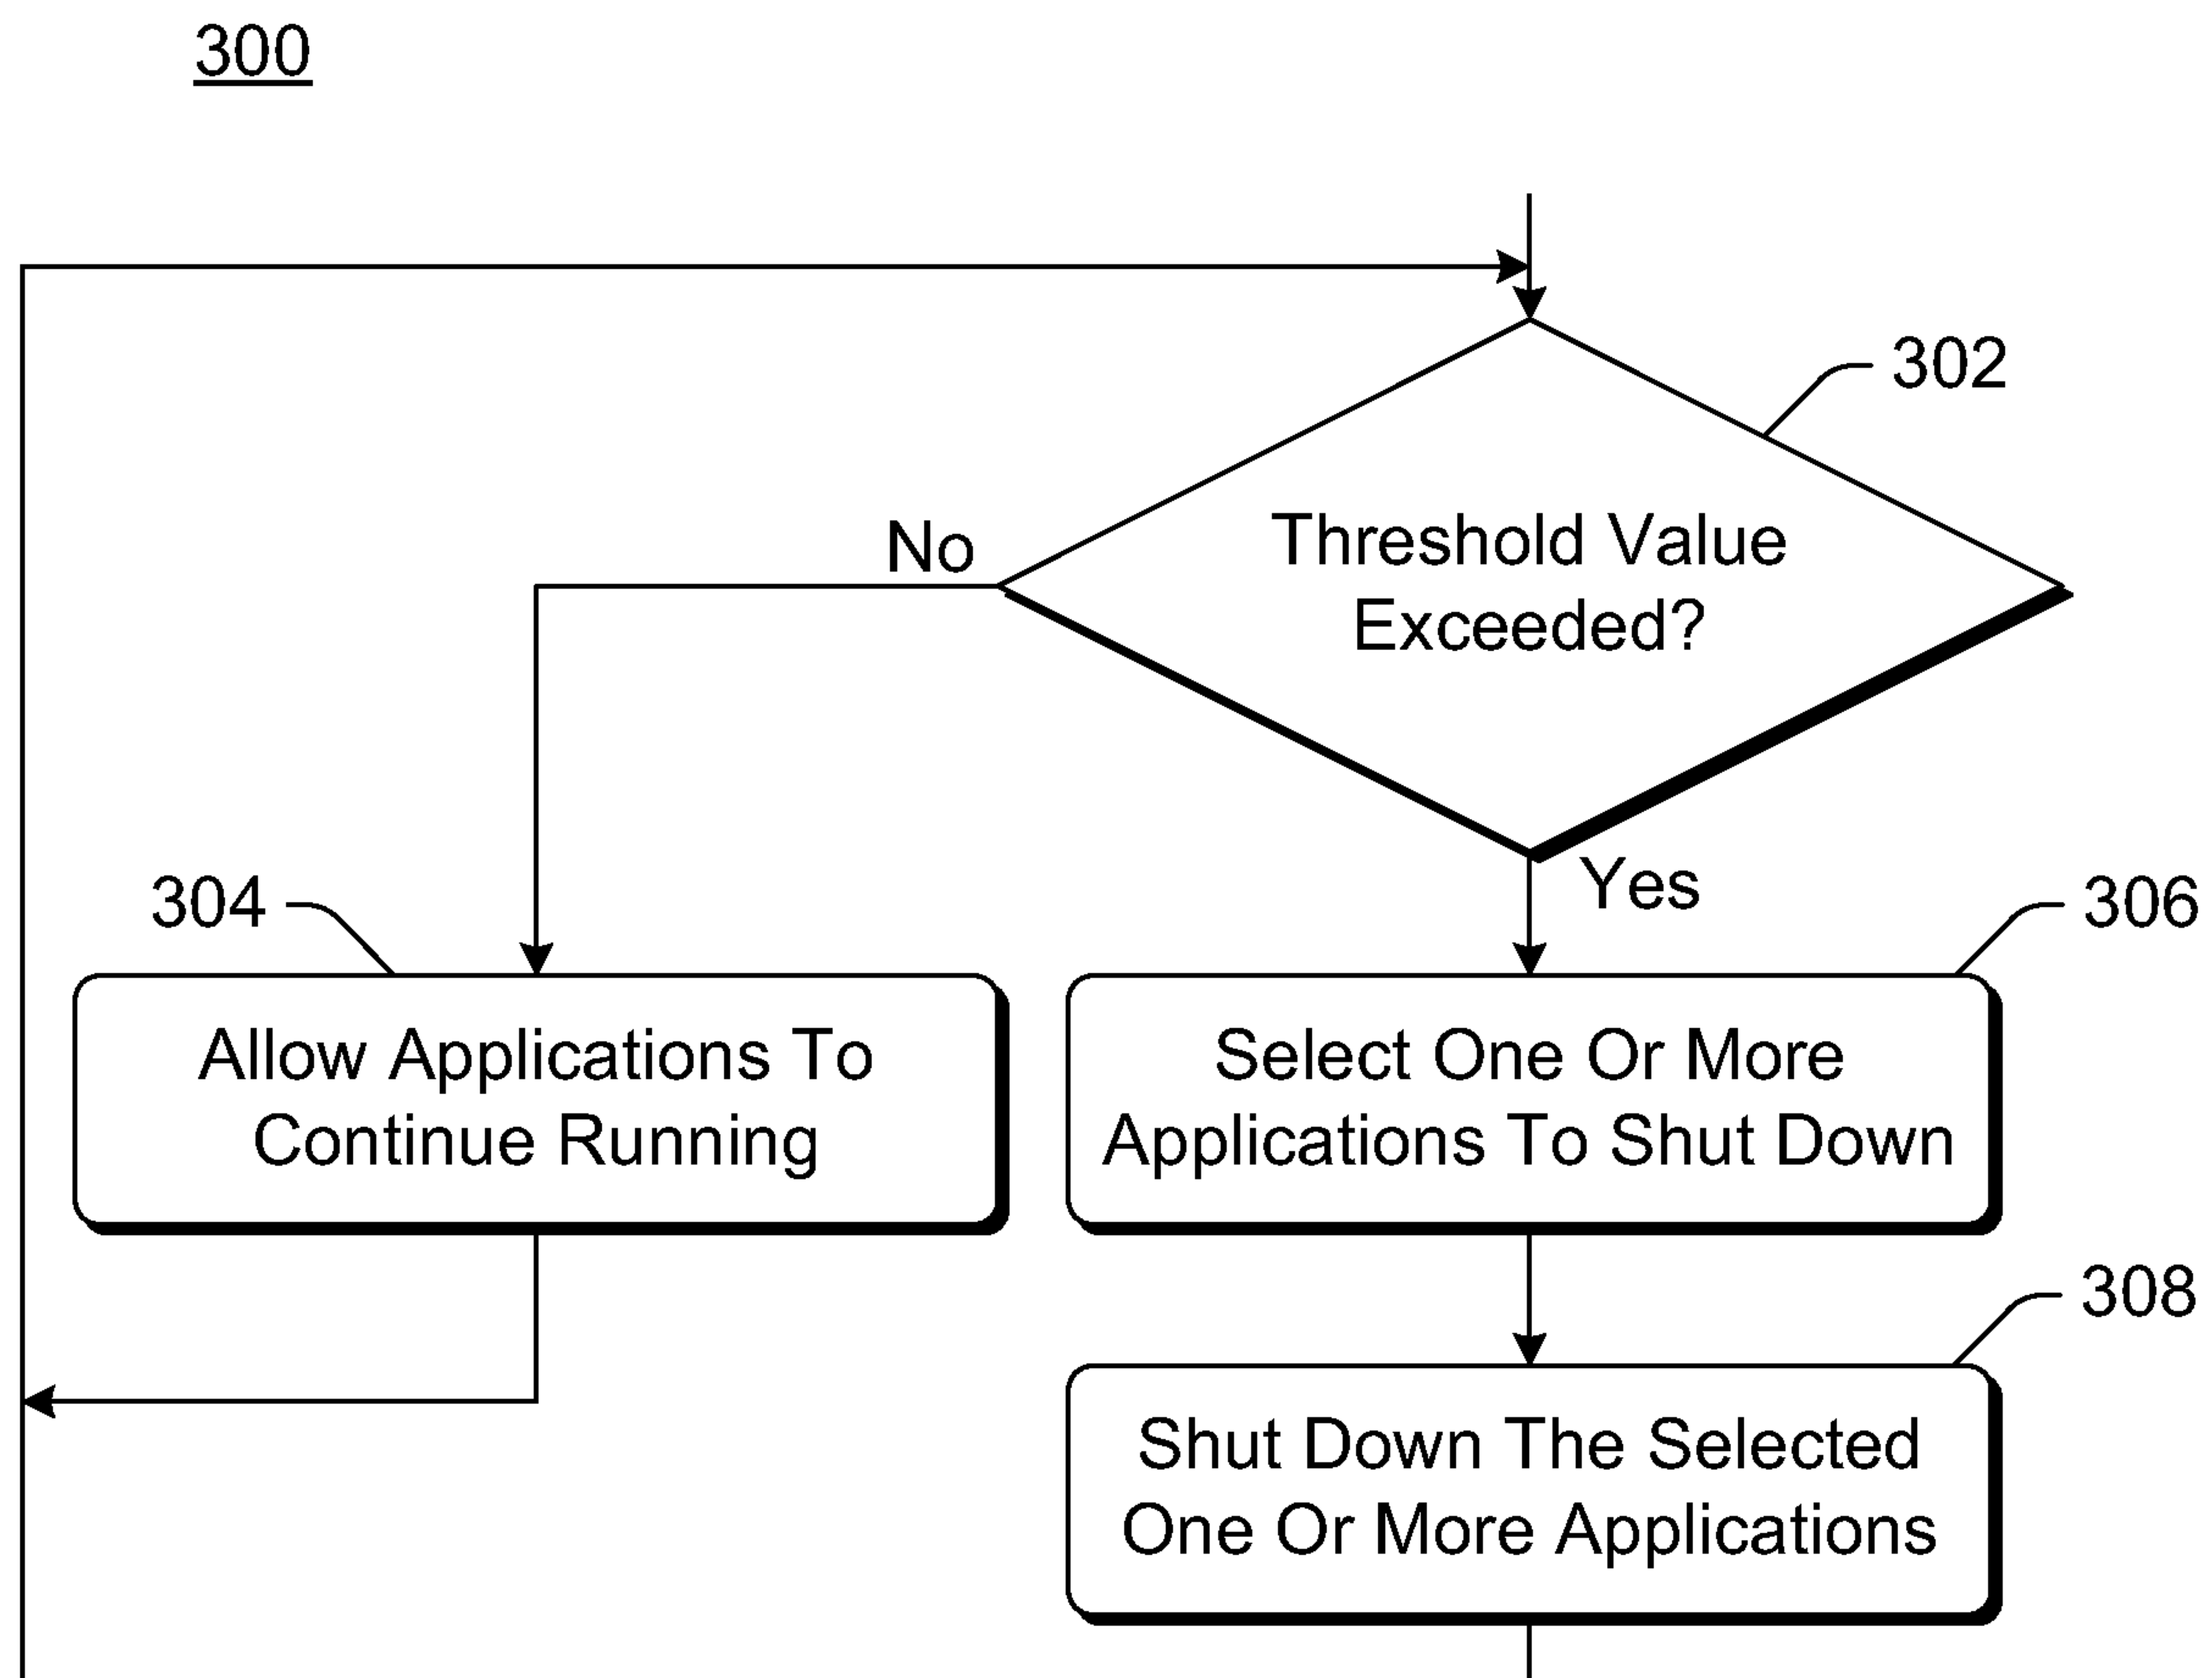 300
302
Threshold Value
Exceeded?
No
Yes
304
306
Allow Applications To
Continue Running
Select One Or More
Applications To Shut Down
308
Shut Down The Selected
One Or More Applications